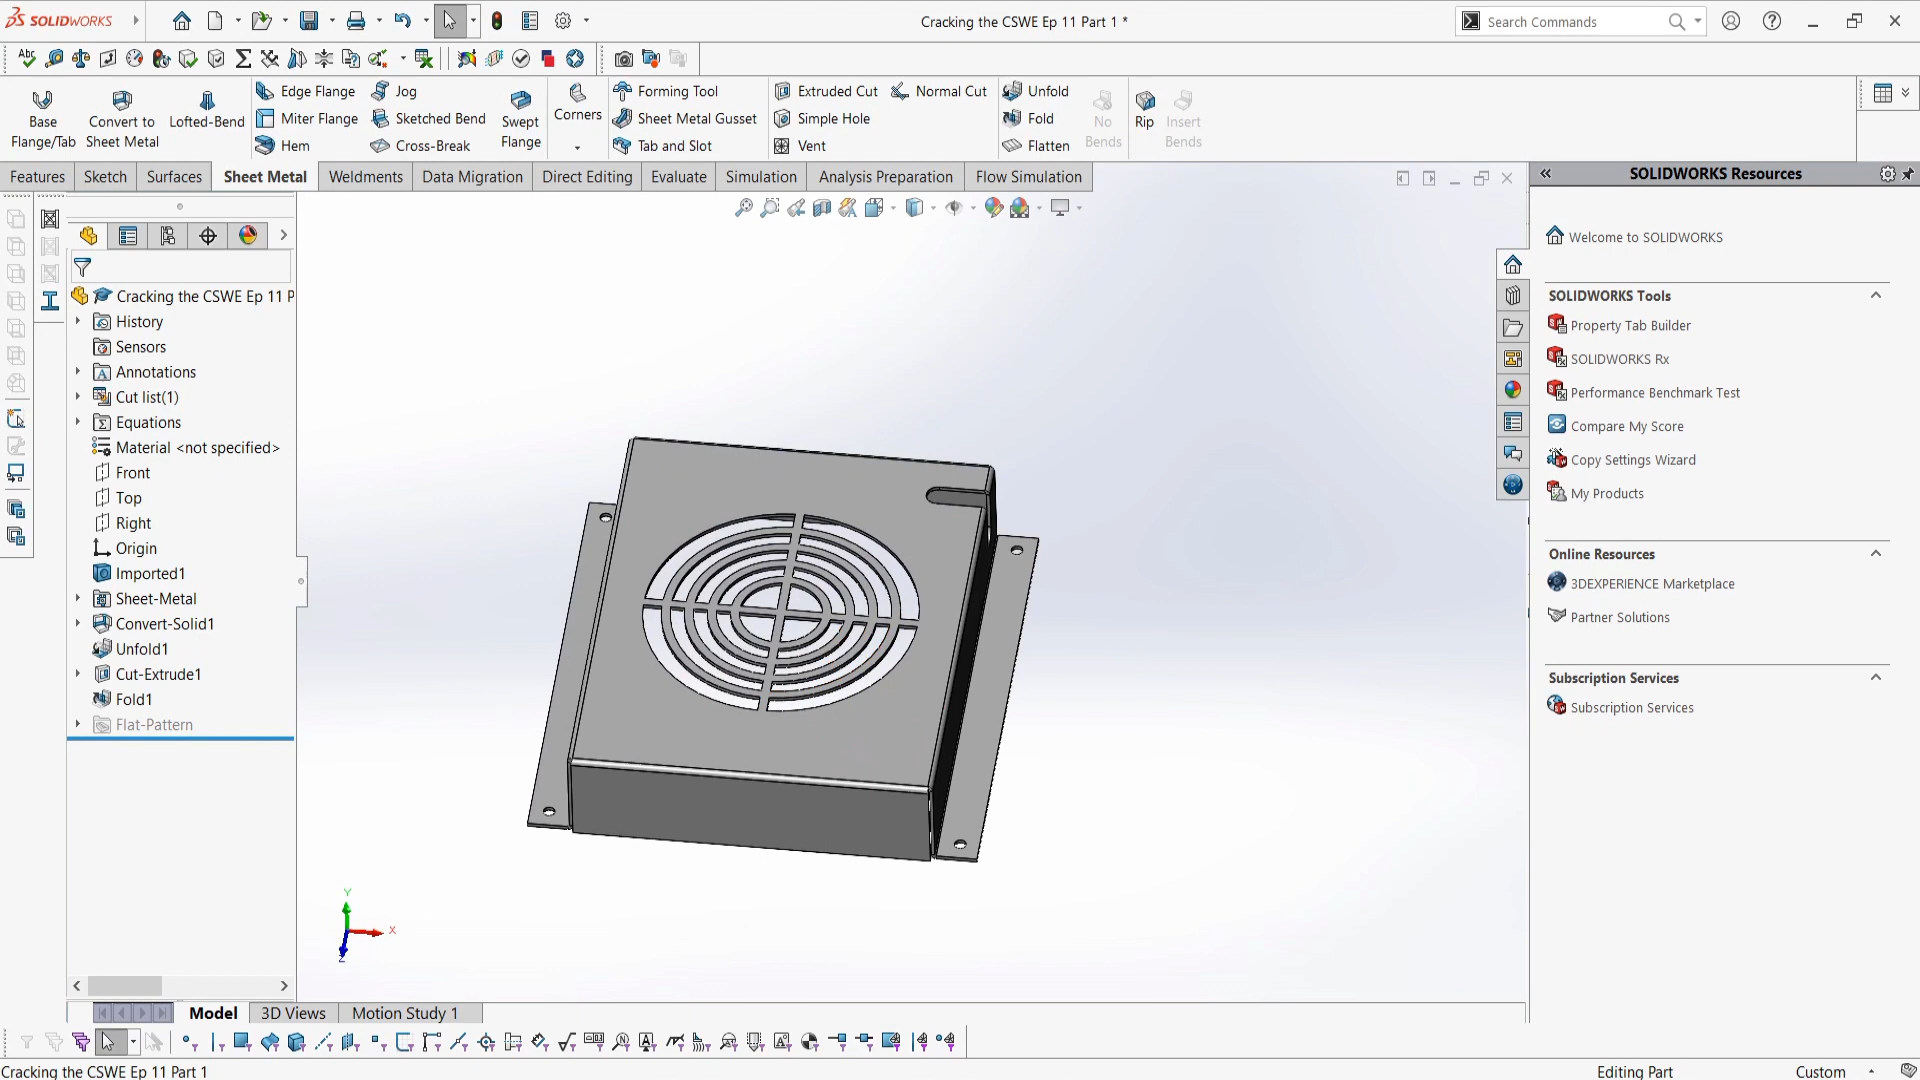 SOLIDWORKS
Cracking the CSWE Ep 11 Part 1 *
Search Commands
Abc
Base Flange/Tab
Convert to Sheet Metal
Lofted-Bend
Edge Flange
Miter Flange
Hem
Jog
Sketched Bend
Cross-Break
Swept Flange
Corners
Forming Tool
Sheet Metal Gusset
Tab and Slot
Extruded Cut
Simple Hole
Vent
Normal Cut
Unfold
Fold
Flatten
No Bends
Rip
Insert Bends
Features
Sketch
Surfaces
Sheet Metal
Weldments
Data Migration
Direct Editing
Evaluate
Simulation
Analysis Preparation
Flow Simulation
Cracking the CSWE Ep 11 P
History
Sensors
Annotations
Cut list(1)
Equations
Material <not specified>
Front
Top
Right
Origin
Imported1
Sheet-Metal
Convert-Solid1
Unfold1
Cut-Extrude1
Fold1
Flat-Pattern
Y
X
Z
SOLIDWORKS Resources
Welcome to SOLIDWORKS
SOLIDWORKS Tools
Property Tab Builder
SOLIDWORKS Rx
Performance Benchmark Test
Compare My Score
Copy Settings Wizard
My Products
Online Resources
3DEXPERIENCE Marketplace
Partner Solutions
Subscription Services
Subscription Services
Model
3D Views
Motion Study 1
Cracking the CSWE Ep 11 Part 1
Editing Part
Custom